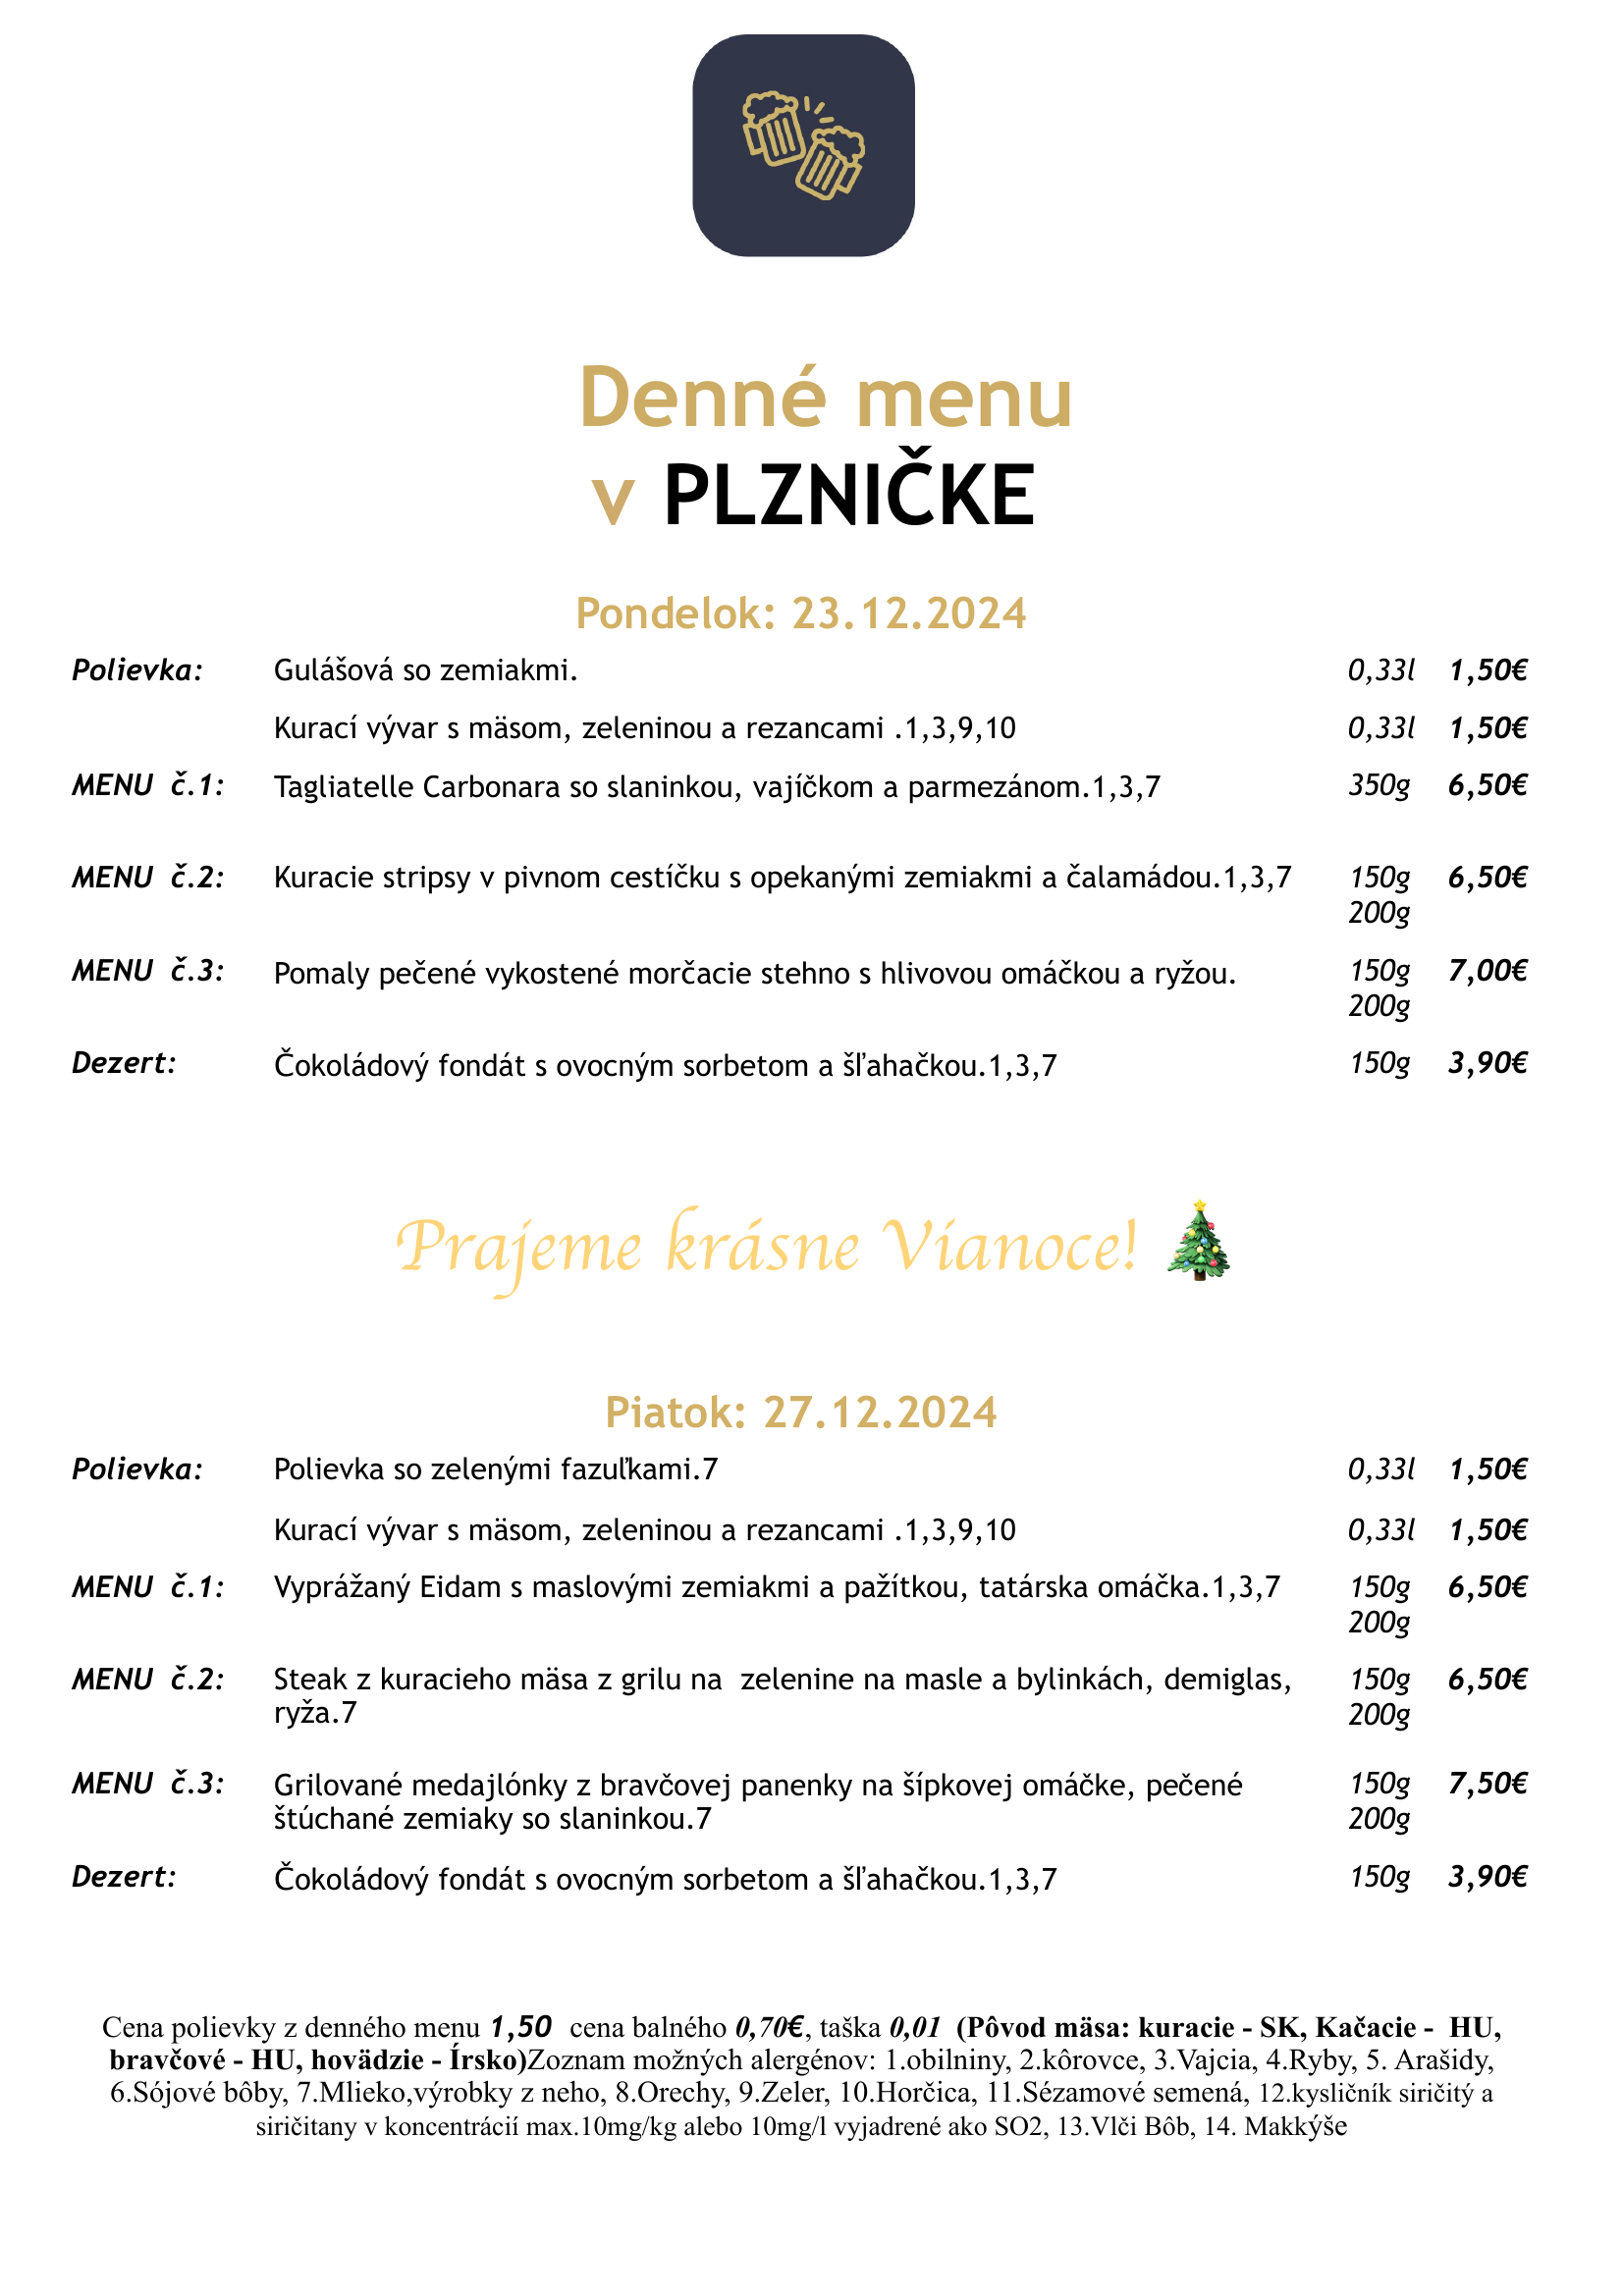 Denné menu
v PLZNIČKE
Pondelok: 23.12.2024
Polievka: Gulášová so zemiakmi. 0,33l 1,50€
Kurací vývar s mäsom, zeleninou a rezancami .1,3,9,10 0,33l 1,50€
MENU č.1: Tagliatelle Carbonara so slaninkou, vajíčkom a parmezánom.1,3,7 350g 6,50€
MENU č.2: Kuracie stripsy v pivnom cestíčku s opekanými zemiakmi a čalamádou.1,3,7 150g 6,50€
200g
MENU č.3: Pomaly pečené vykostené morčacie stehno s hlivovou omáčkou a ryžou. 150g 7,00€
200g
Dezert: Čokoládový fondát s ovocným sorbetom a šľahačkou.1,3,7 150g 3,90€
Prajeme krásne Vianoce!
Piatok: 27.12.2024
Polievka: Polievka so zelenými fazuľkami.7 0,33l 1,50€
Kurací vývar s mäsom, zeleninou a rezancami .1,3,9,10 0,33l 1,50€
MENU č.1: Vyprážaný Eidam s maslovými zemiakmi a pažítkou, tatárska omáčka.1,3,7 150g 6,50€
200g
MENU č.2: Steak z kuracieho mäsa z grilu na zelenine na masle a bylinkách, demiglas, 150g 6,50€
ryža.7 200g
MENU č.3: Grilované medajlónky z bravčovej panenky na šípkovej omáčke, pečené 150g 7,50€
štúchané zemiaky so slaninkou.7 200g
Dezert: Čokoládový fondát s ovocným sorbetom a šľahačkou.1,3,7 150g 3,90€
Cena polievky z denného menu 1,50 cena balného 0,70€, taška 0,01 (Pôvod mäsa: kuracie - SK, Kačacie - HU,
bravčové - HU, hovädzie - Írsko)Zoznam možných alergénov: 1.obilniny, 2.kôrovce, 3.Vajcia, 4.Ryby, 5. Arašidy,
6.Sójové bôby, 7.Mlieko,výrobky z neho, 8.Orechy, 9.Zeler, 10.Horčica, 11.Sézamové semená, 12.kysličník siričitý a
siričitany v koncentrácií max.10mg/kg alebo 10mg/l vyjadrené ako SO2, 13.Vlči Bôb, 14. Makkýše